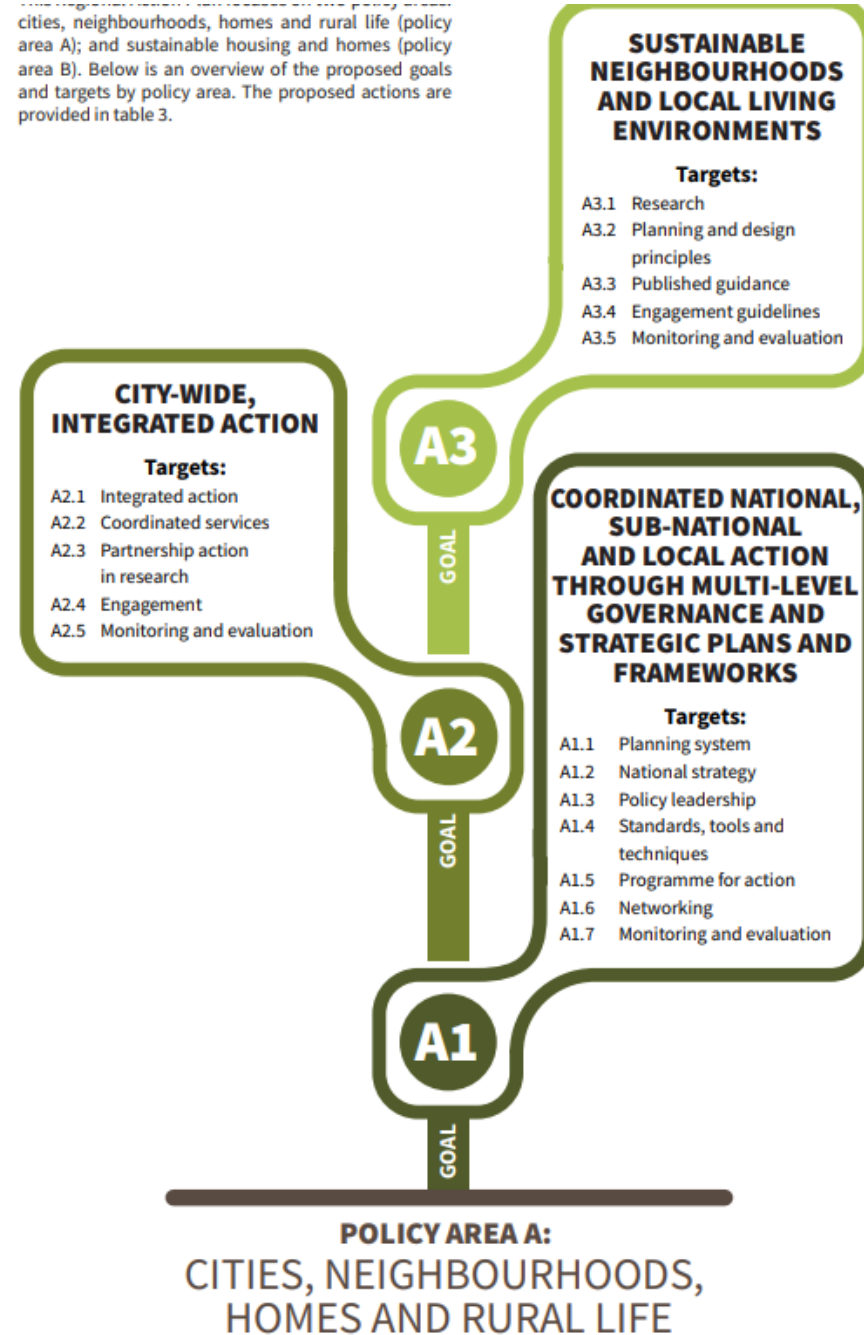 cities, neighbourhoods, homes and rural life (policy
area A); and sustainable housing and homes (policy
area B). Below is an overview of the proposed goals
and targets by policy area. The proposed actions are
provided in table 3.
SUSTAINABLE
NEIGHBOURHOODS
AND LOCAL LIVING
ENVIRONMENTS
Targets:
A3.1 Research
A3.2 Planning and design
principles
A3.3 Published guidance
A3.4 Engagement guidelines
A3.5 Monitoring and evaluation
A3
GOAL
CITY-WIDE,
INTEGRATED ACTION
Targets:
A2.1 Integrated action
A2.2 Coordinated services
A2.3 Partnership action
in research
A2.4 Engagement
A2.5 Monitoring and evaluation
A2
GOAL
COORDINATED NATIONAL,
SUB-NATIONAL
AND LOCAL ACTION
THROUGH MULTI-LEVEL
GOVERNANCE AND
STRATEGIC PLANS AND
FRAMEWORKS
Targets:
A1.1 Planning system
A1.2 National strategy
A1.3 Policy leadership
A1.4 Standards, tools and
techniques
A1.5 Programme for action
A1.6 Networking
A1.7 Monitoring and evaluation
A1
GOAL
POLICY AREA A:
CITIES, NEIGHBOURHOODS,
HOMES AND RURAL LIFE